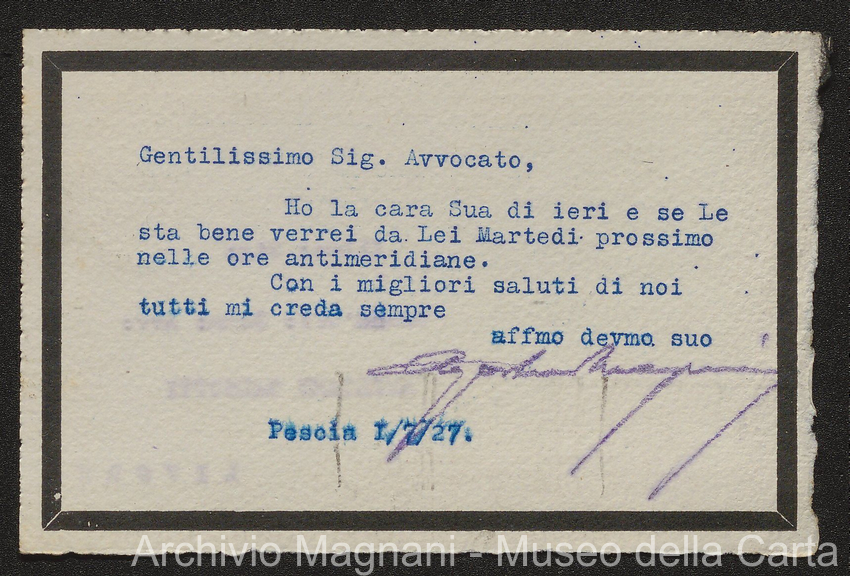 Gentilissimo Sig. Avvocato,
Ho la cara Sua di ieri e se Le
sta bene verrei da Lei Martedi prossimo
nelle ore antimeridiane.
Con i migliori saluti di noi
tutti mi creda sempre
affmo devmo suo
Magnani
Pescia I/7/27.
Archivio Magnani - Museo della Carta